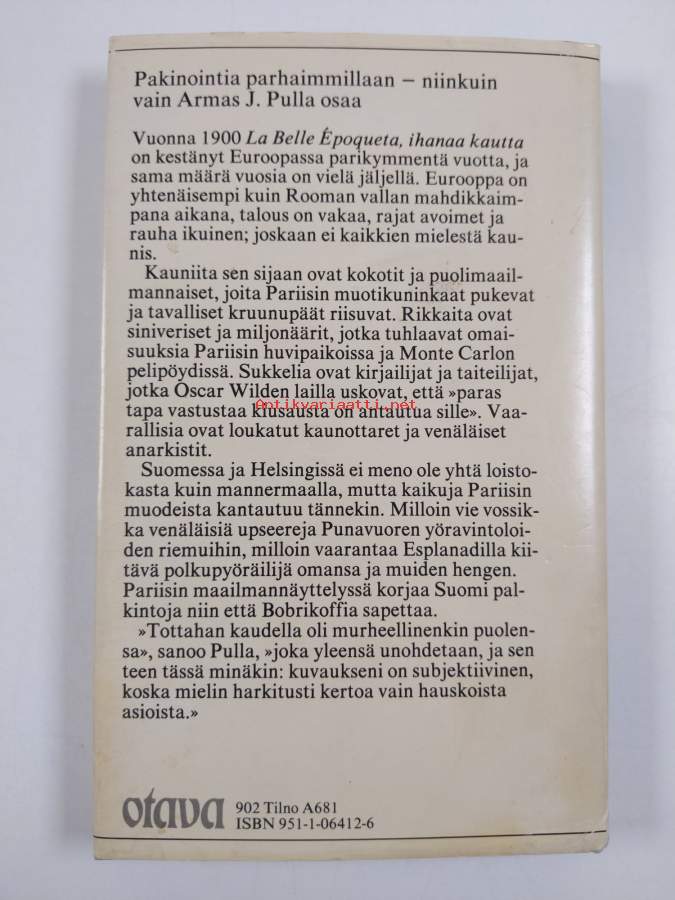 Pakinointia parhaimmillaan – niinkuin
vain Armas J. Pulla osaa
Vuonna 1900 La Belle Époqueta, ihanaa kautta
on kestänyt Euroopassa parikymmentä vuotta, ja
sama määrä vuosia on vielä jäljellä. Eurooppa on
yhtenäisempi kuin Rooman vallan mahdikkaim-
pana aikana, talous on vakaa, rajat avoimet ja
rauha ikuinen; joskaan ei kaikkien mielestä kau-
nis.
Kauniita sen sijaan ovat kokotit ja puolimaail-
mannaiset, joita Pariisin muotikuninkaat pukevat
ja tavalliset kruunupäät riisuvat. Rikkaita ovat
siniveriset ja miljonäärit, jotka tuhlaavat omai-
suuksia Pariisin huvipaikoissa ja Monte Carlon
pelipöydissä. Sukkelia ovat kirjailijat ja taiteilijat,
jotka Oscar Wilden lailla uskovat, että »paras
tapa vastustaa kiusausta on antautua sille». Vaa-
Antikvariaatti.net
rallisia ovat loukatut kaunottaret ja venäläiset
anarkistit.
Suomessa ja Helsingissä ei meno ole yhtä loisto-
kasta kuin mannermaalla, mutta kaikuja Pariisin
muodeista kantautuu tännekin. Milloin vie vossik-
ka venäläisiä upseereja Punavuoren yöravintoloi-
den riemuihin, milloin vaarantaa Esplanadilla kii-
tävä polkupyöräilijä omansa ja muiden hengen.
Pariisin maailmannäyttelyssä korjaa Suomi pal-
kintoja niin että Bobrikoffia sapettaa.
»Tottahan kaudella oli murheellinenkin puolen-
sa», sanoo Pulla, »joka yleensä unohdetaan, ja sen
teen tässä minäkin: kuvaukseni on subjektiivinen,
koska mielin harkitusti kertoa vain hauskoista
asioista.»
otava
902 Tilno A681
ISBN 951-1-06412-6